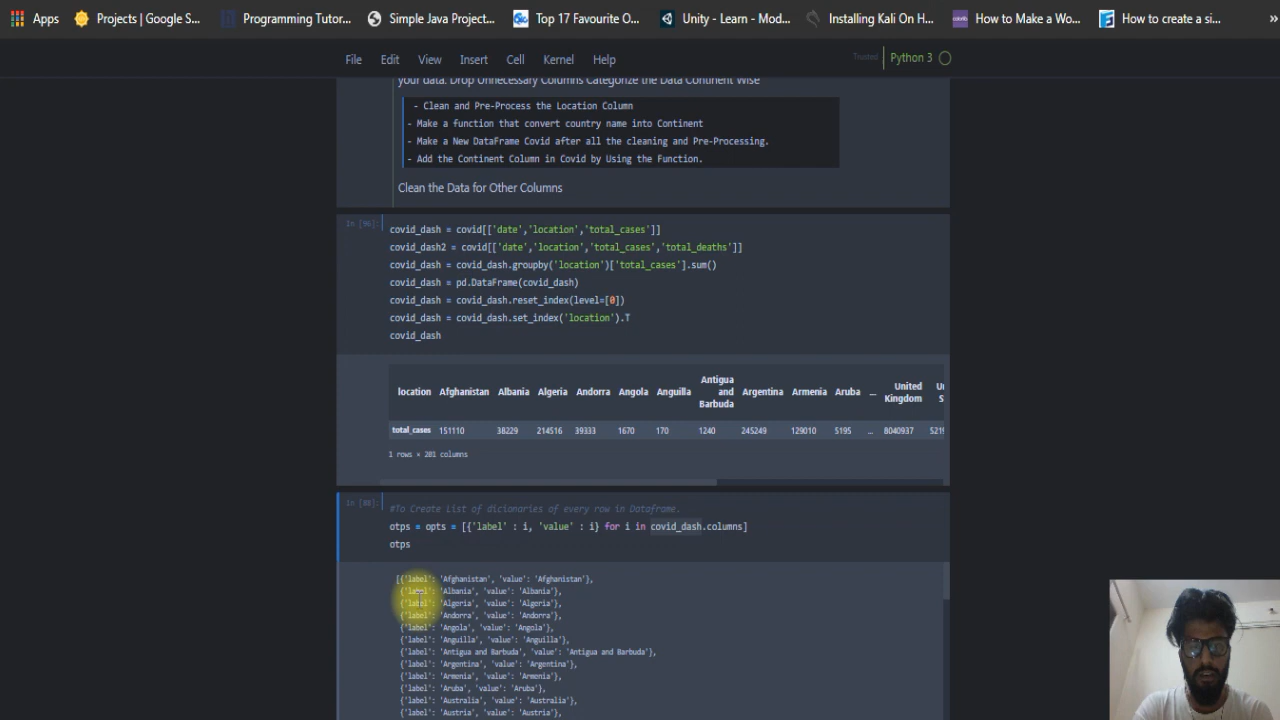 Apps Projects | Google S... Programming Tutor... Simple Java Project... Top 17 Favourite O... Unity - Learn - Mod... Installing Kali On H... How to Make a Wo... How to create a si... »
File Edit View Insert Cell Kernel Help Trusted Python 3
your data. Drop Unnecessary Columns Categorize the Data Continent Wise
- Clean and Pre-Process the Location Column
- Make a function that convert country name into Continent
- Make a New DataFrame Covid after all the cleaning and Pre-Processing.
- Add the Continent Column in Covid by Using the Function.
Clean the Data for Other Columns
In [96]:
covid_dash = covid[['date','location','total_cases']]
covid_dash2 = covid[['date','location','total_cases','total_deaths']]
covid_dash = covid_dash.groupby('location')['total_cases'].sum()
covid_dash = pd.DataFrame(covid_dash)
covid_dash = covid_dash.reset_index(level=[0])
covid_dash = covid_dash.set_index('location').T
covid_dash
location Afghanistan Albania Algeria Andorra Angola Anguilla Antigua and Barbuda Argentina Armenia Aruba ... United Kingdom
total_cases 151110 38229 214516 39333 1670 170 1240 245249 129010 5195 ... 8040937 5219
1 rows × 201 columns
In [88]:
#To Create List of dicionaries of every row in Dataframe.
otps = opts = [{'label' : i, 'value' : i} for i in covid_dash.columns]
otps
[{'label': 'Afghanistan', 'value': 'Afghanistan'},
{'label': 'Albania', 'value': 'Albania'},
{'label': 'Algeria', 'value': 'Algeria'},
{'label': 'Andorra', 'value': 'Andorra'},
{'label': 'Angola', 'value': 'Angola'},
{'label': 'Anguilla', 'value': 'Anguilla'},
{'label': 'Antigua and Barbuda', 'value': 'Antigua and Barbuda'},
{'label': 'Argentina', 'value': 'Argentina'},
{'label': 'Armenia', 'value': 'Armenia'},
{'label': 'Aruba', 'value': 'Aruba'},
{'label': 'Australia', 'value': 'Australia'},
{'label': 'Austria', 'value': 'Austria'},